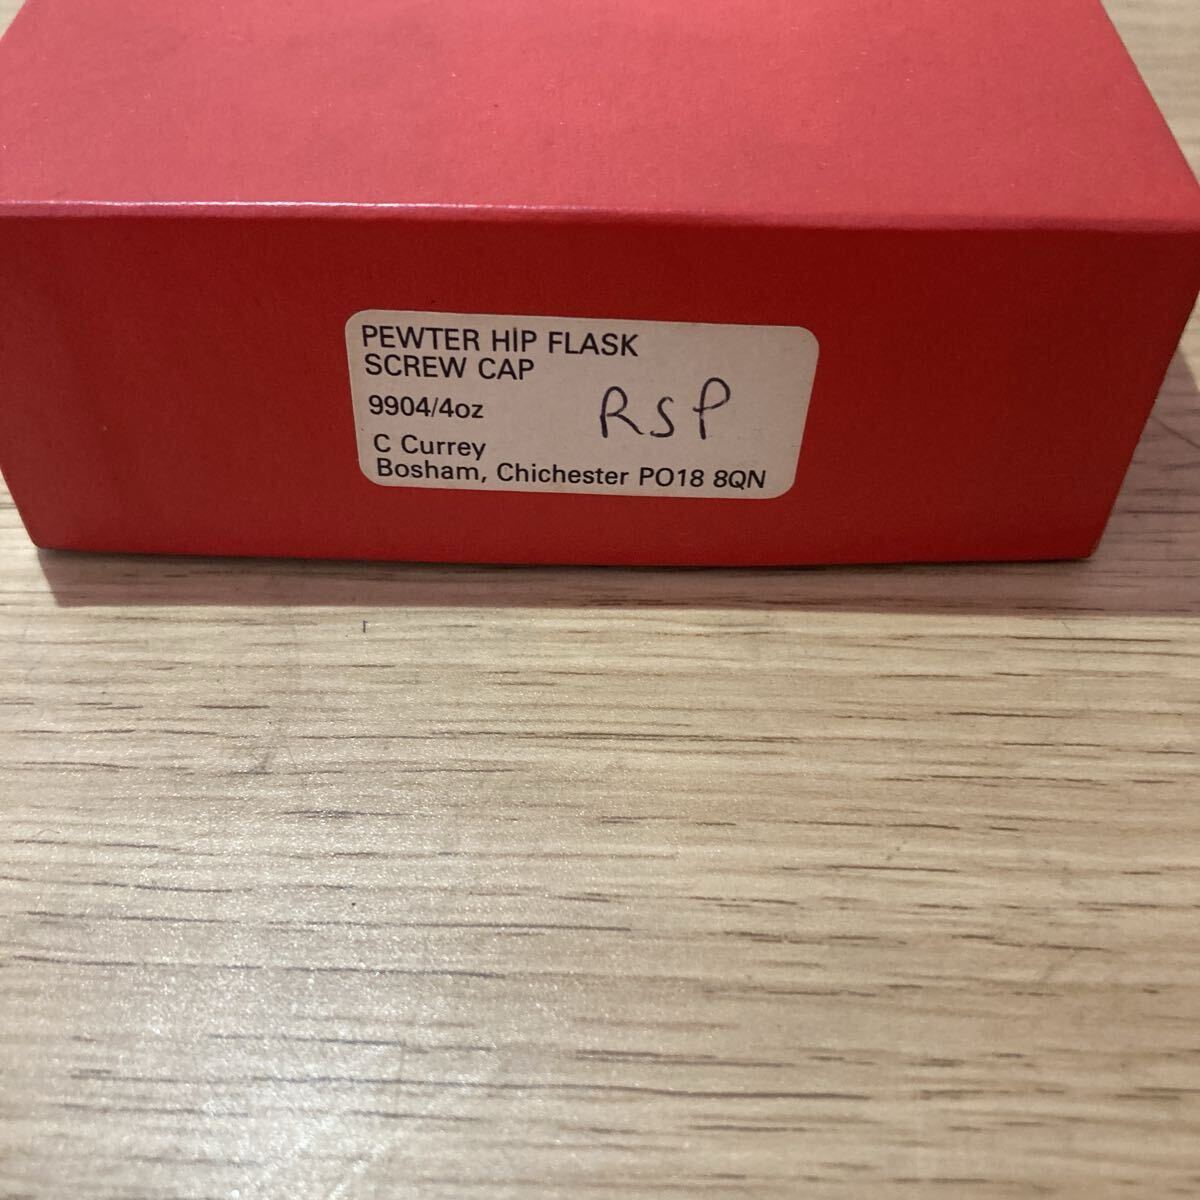 PEWTER HIP FLASK
SCREW CAP
9904/4oz
RSP
C Currey
Bosham, Chichester PO18 8QN